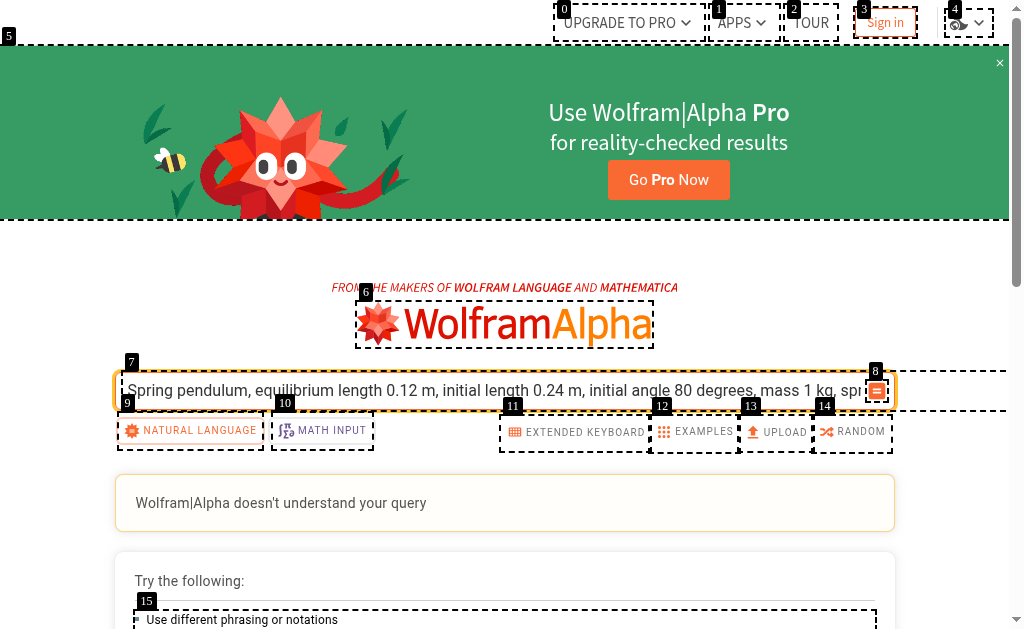 0 UPGRADE TO PRO
1 APPS
2 TOUR
3 Sign in
4
5
×
Use Wolfram|Alpha Pro
for reality-checked results
Go Pro Now
FROM THE MAKERS OF WOLFRAM LANGUAGE AND MATHEMATICA
6
WolframAlpha
7
8
Spring pendulum, equilibrium length 0.12 m, initial length 0.24 m, initial angle 80 degrees, mass 1 kg, spr
=
9 NATURAL LANGUAGE
10 MATH INPUT
11 EXTENDED KEYBOARD
12 EXAMPLES
13 UPLOAD
14 RANDOM
Wolfram|Alpha doesn't understand your query
Try the following:
15
Use different phrasing or notations